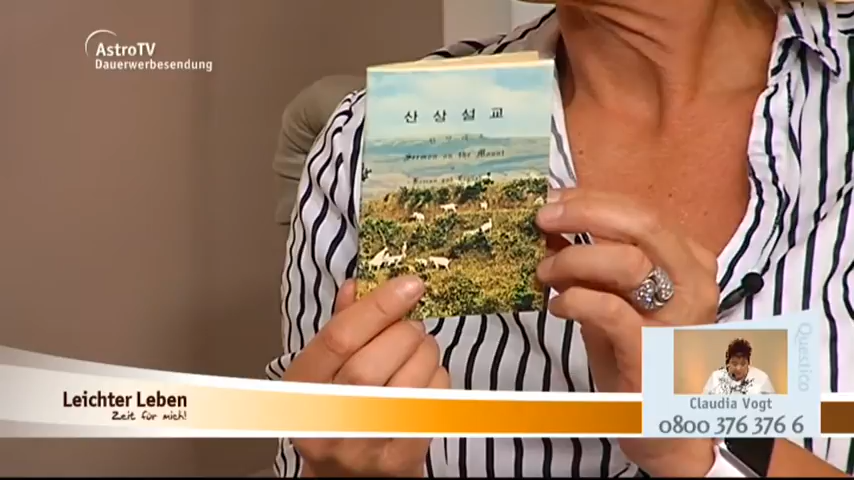 AstroTV
Dauerwerbesendung
산 상 설 교
Sermon on the Mount
Questico
Leichter Leben
Zeit für mich!
Claudia Vogt
0800 376 376 6